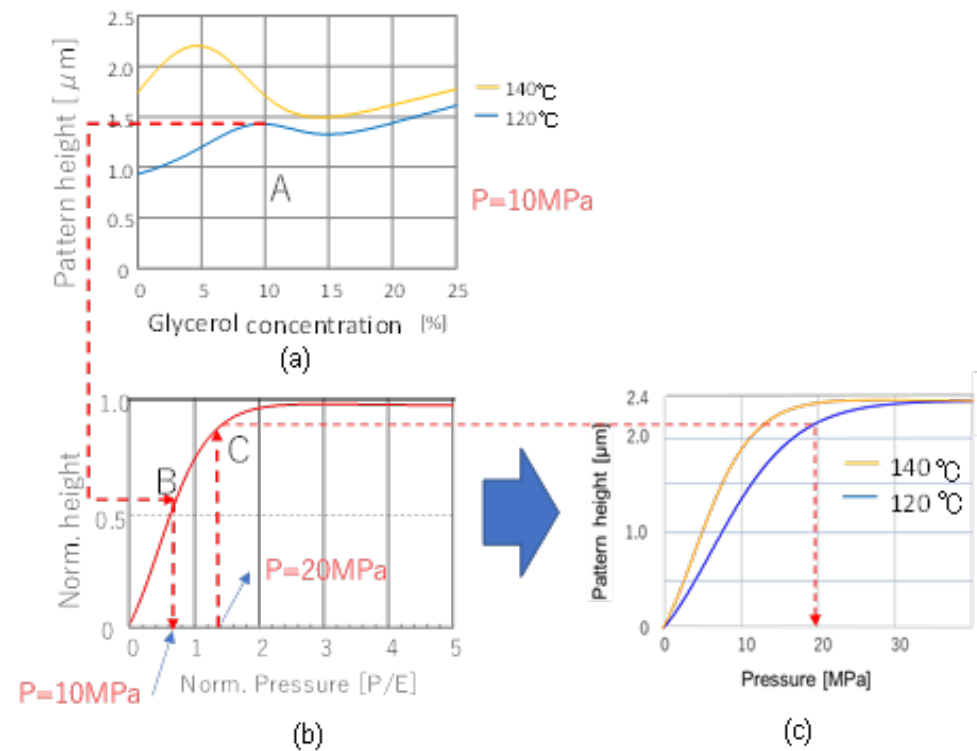 2.5
2.0
1.5
1.0
0.5
0
Pattern height [μm]
140℃
120℃
A
P=10MPa
0 5 10 15 20 25
Glycerol concentration [%]
(a)
1.0
0.5
0
Norm. height
B
C
P=20MPa
0 1 2 3 4 5
P=10MPa
Norm. Pressure [P/E]
(b)
2.4
2.0
1.0
0
Pattern height [μm]
140℃
120℃
0 10 20 30
Pressure [MPa]
(c)